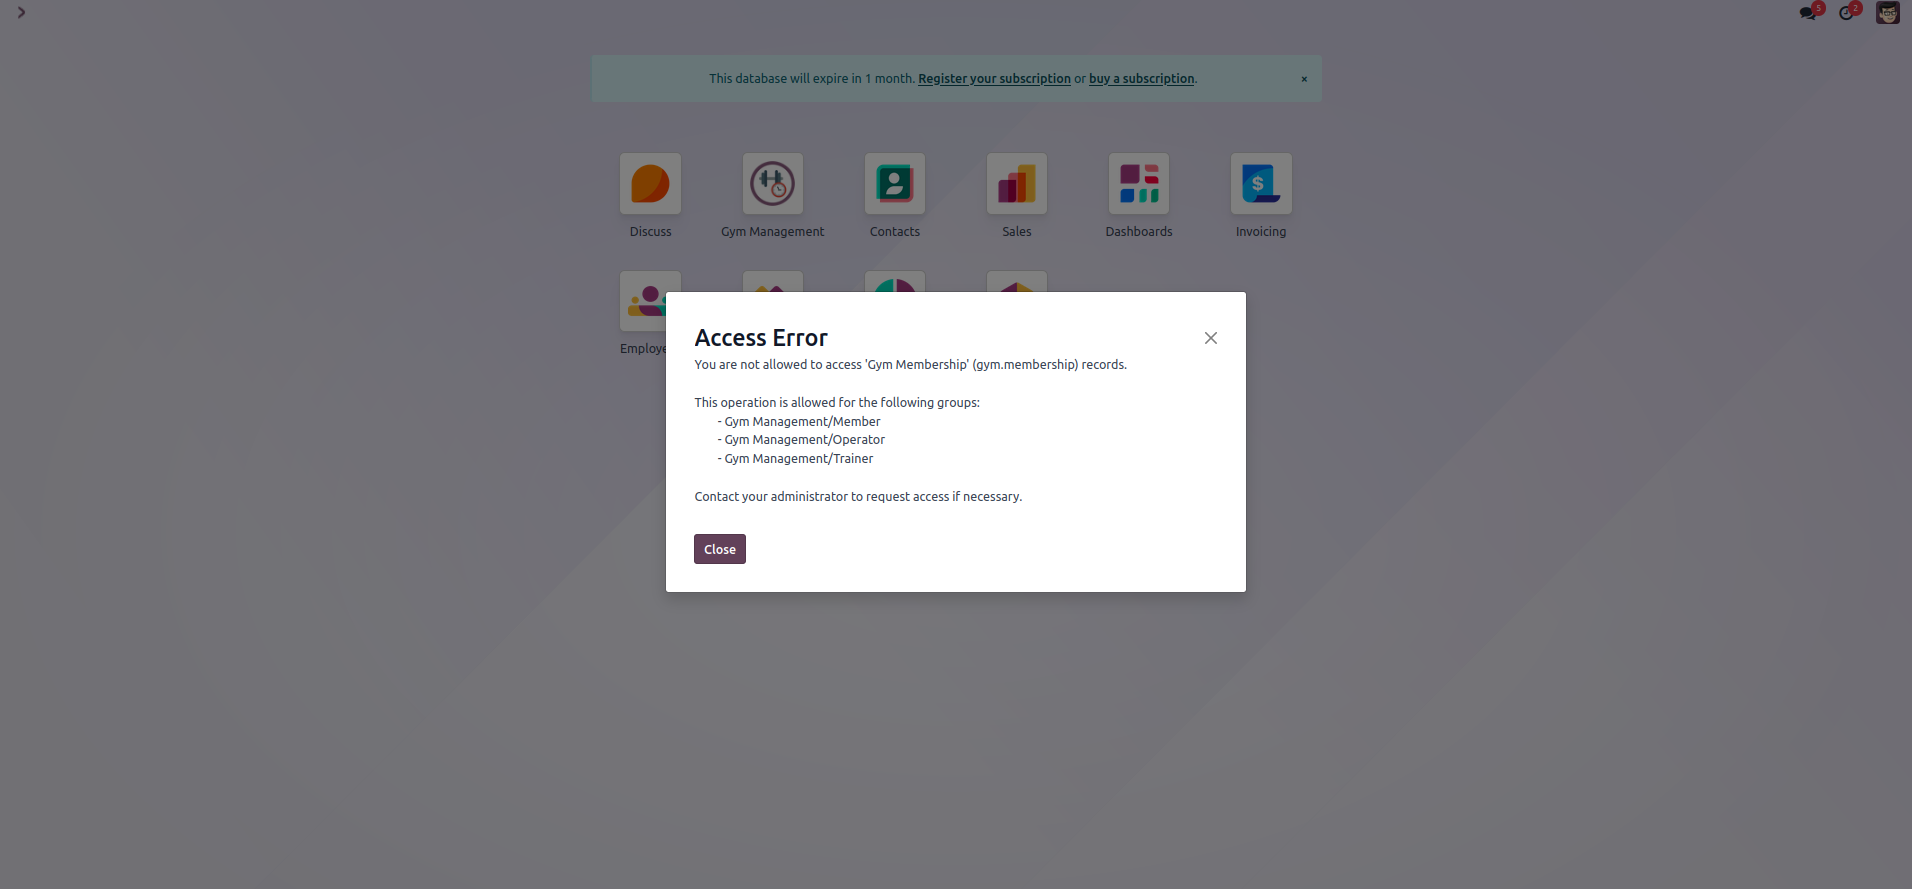 5
2
This database will expire in 1 month. Register your subscription or buy a subscription.
Discuss
Gym Management
Contacts
Sales
Dashboards
Invoicing
Access Error
You are not allowed to access 'Gym Membership' (gym.membership) records.
This operation is allowed for the following groups:
- Gym Management/Member
- Gym Management/Operator
- Gym Management/Trainer
Contact your administrator to request access if necessary.
Close